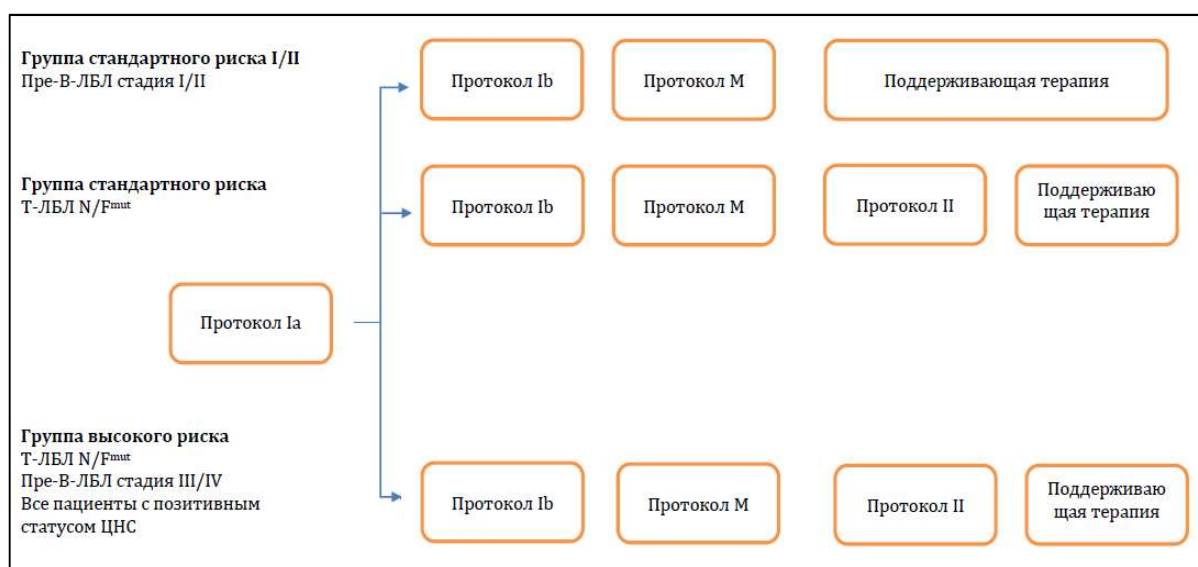 Группа стандартного риска I/II
Пре-В-ЛБЛ стадия I/II
Протокол Ib
Протокол М
Поддерживающая терапия
Группа стандартного риска
Т-ЛБЛ N/Fmut
Протокол Ib
Протокол М
Протокол II
Поддерживаю
щая терапия
Протокол Ia
Группа высокого риска
Т-ЛБЛ N/Fmut
Пре-В-ЛБЛ стадия III/IV
Все пациенты с позитивным
статусом ЦНС
Протокол Ib
Протокол М
Протокол II
Поддерживаю
щая терапия